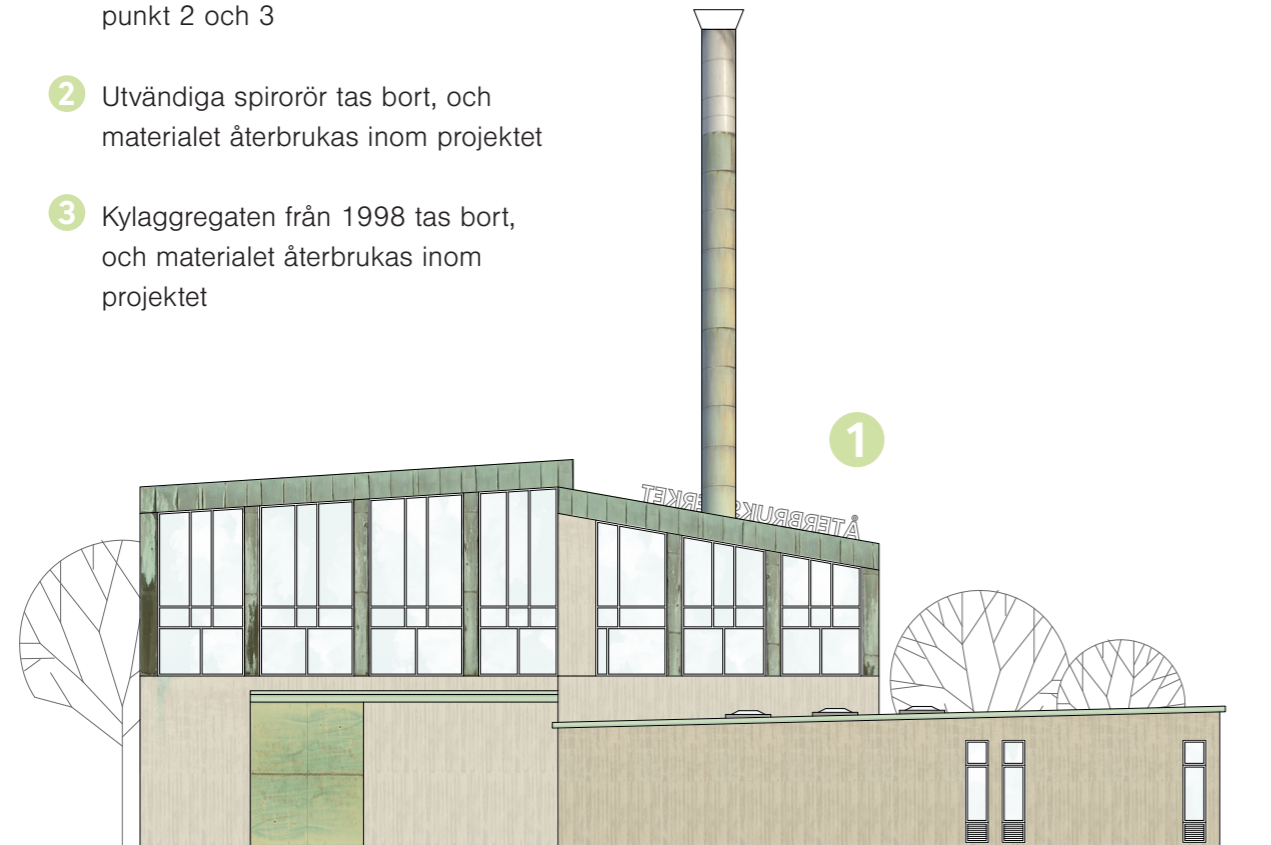 punkt 2 och 3
2 Utvändiga spirorör tas bort, och
materialet återbrukas inom projektet
3 Kylaggregaten från 1998 tas bort,
och materialet återbrukas inom
projektet
1
ÅTERBRUKSVERKET